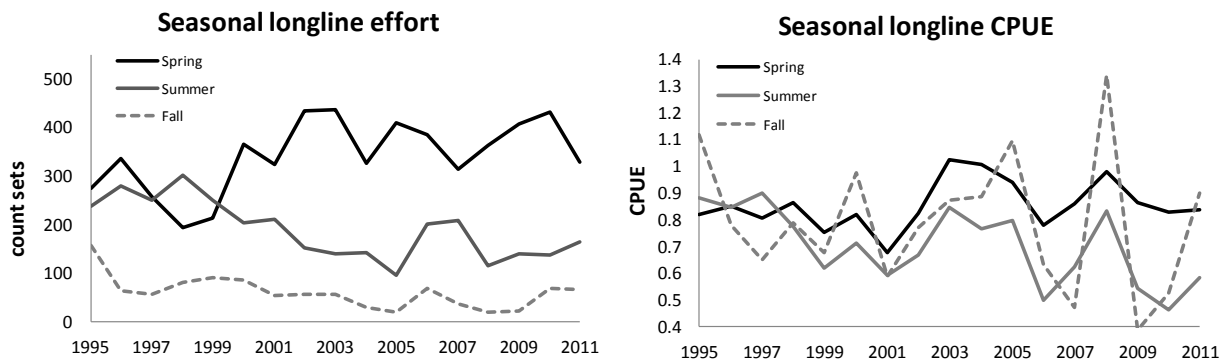 Seasonal longline effort
500
400
300
200
100
0
count sets
Spring
Summer
Fall
1995 1997 1999 2001 2003 2005 2007 2009 2011
Seasonal longline CPUE
1.4
1.3
1.2
1.1
1
0.9
0.8
0.7
0.6
0.5
0.4
CPUE
Spring
Summer
Fall
1995 1997 1999 2001 2003 2005 2007 2009 2011